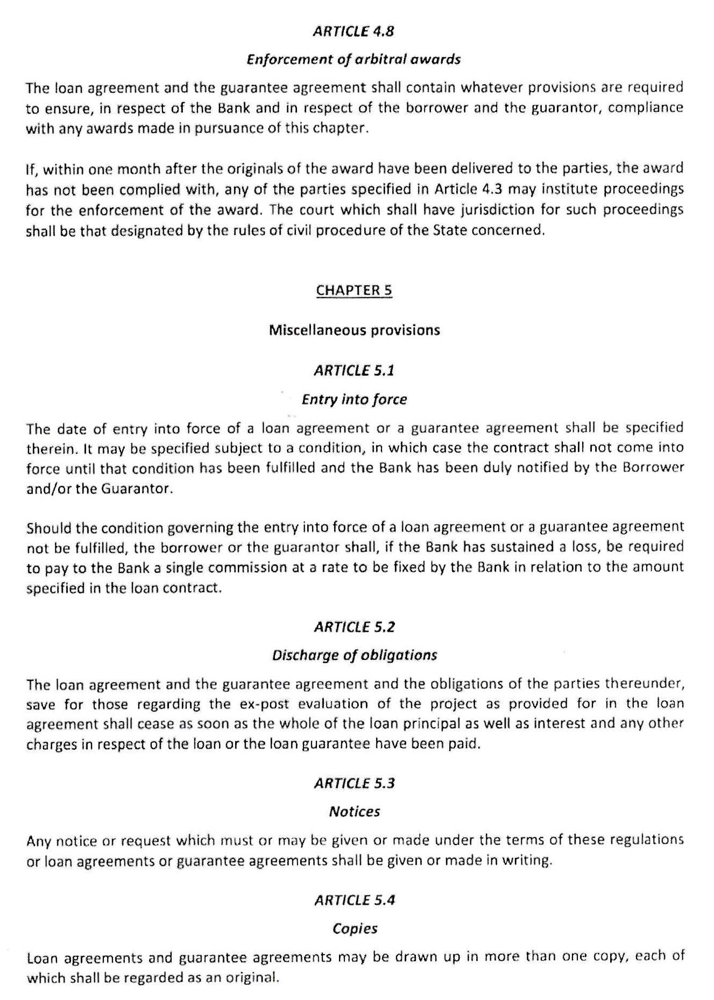 ARTICLE 4.8
Enforcement of arbitral awards
The loan agreement and the guarantee agreement shall contain whatever provisions are required
to ensure, in respect of the Bank and in respect of the borrower and the guarantor, compliance
with any awards made in pursuance of this chapter.
If, within one month after the originals of the award have been delivered to the parties, the award
has not been complied with, any of the parties specified in Article 4.3 may institute proceedings
for the enforcement of the award. The court which shall have jurisdiction for such proceedings
shall be that designated by the rules of civil procedure of the State concerned.
CHAPTER 5
Miscellaneous provisions
ARTICLE 5.1
Entry into force
The date of entry into force of a loan agreement or a guarantee agreement shall be specified
therein. It may be specified subject to a condition, in which case the contract shall not come into
force until that condition has been fulfilled and the Bank has been duly notified by the Borrower
and/or the Guarantor.
Should the condition governing the entry into force of a loan agreement or a guarantee agreement
not be fulfilled, the borrower or the guarantor shall, if the Bank has sustained a loss, be required
to pay to the Bank a single commission at a rate to be fixed by the Bank in relation to the amount
specified in the loan contract.
ARTICLE 5.2
Discharge of obligations
The loan agreement and the guarantee agreement and the obligations of the parties thereunder,
save for those regarding the ex-post evaluation of the project as provided for in the loan
agreement shall cease as soon as the whole of the loan principal as well as interest and any other
charges in respect of the loan or the loan guarantee have been paid.
ARTICLE 5.3
Notices
Any notice or request which must or may be given or made under the terms of these regulations
or loan agreements or guarantee agreements shall be given or made in writing.
ARTICLE 5.4
Copies
Loan agreements and guarantee agreements may be drawn up in more than one copy, each of
which shall be regarded as an original.